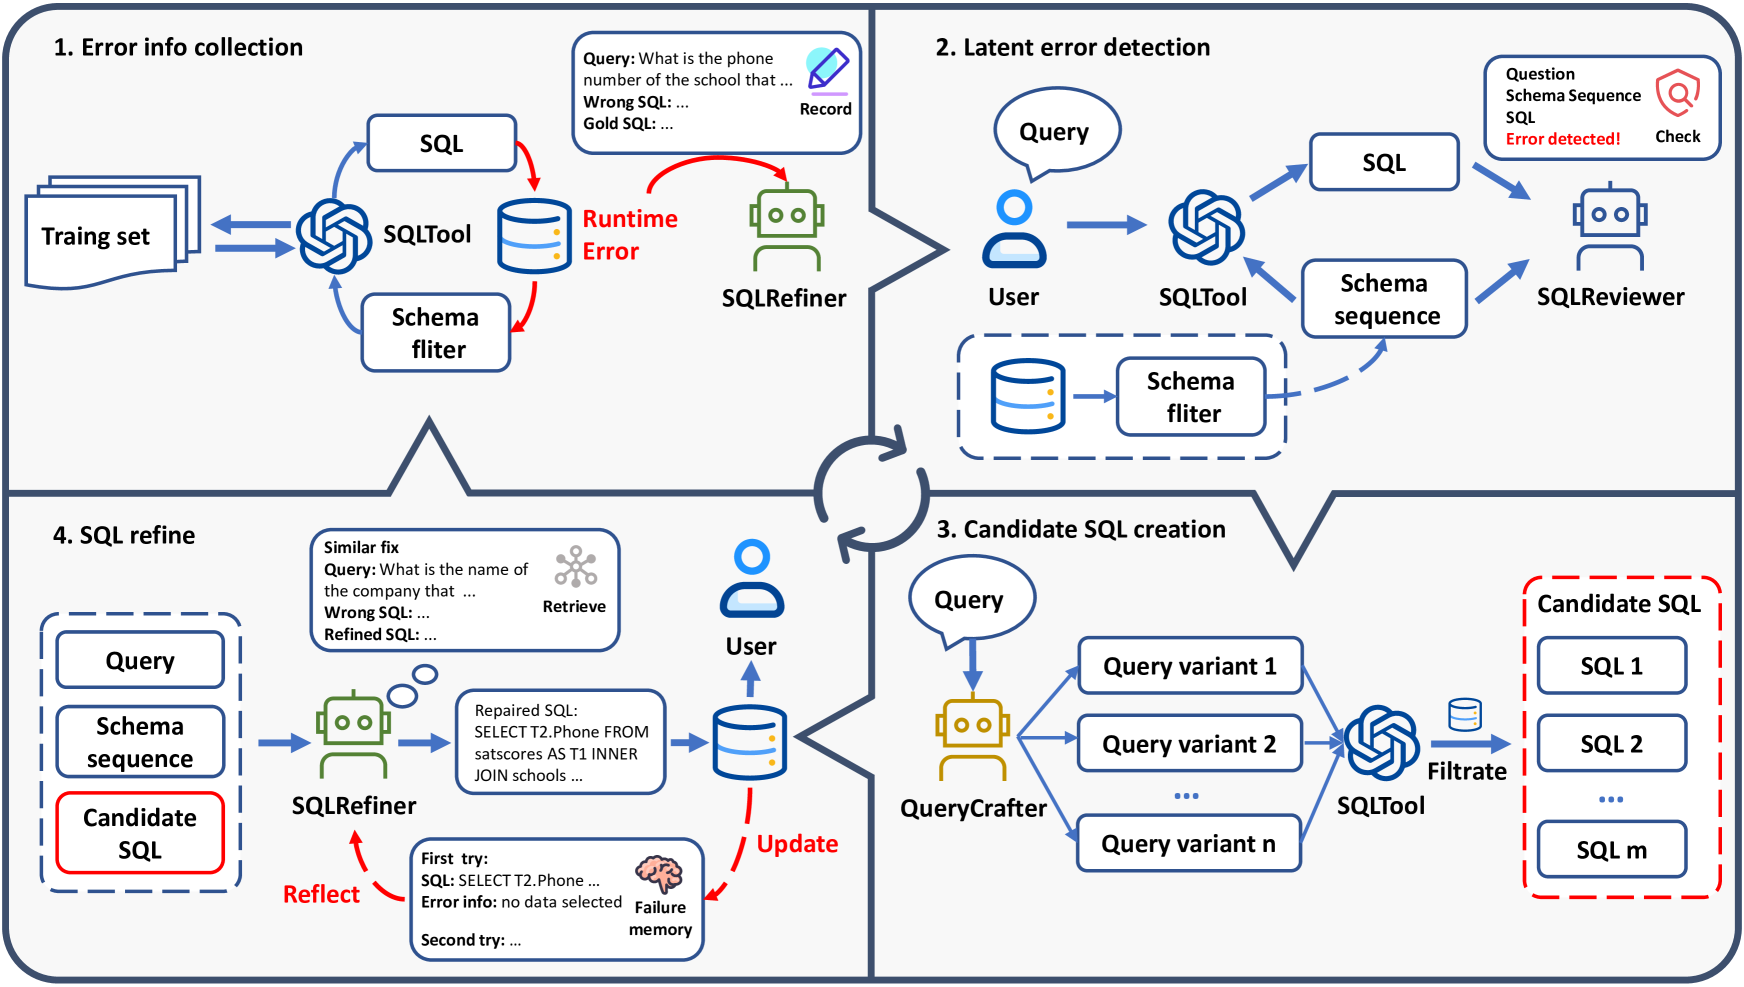 1. Error info collection
Query: What is the phone
number of the school that ...
Wrong SQL: ...
Gold SQL: ...
Record
SQL
Traing set
SQLTool
Runtime
Error
Schema
fliter
SQLRefiner
2. Latent error detection
Question
Schema Sequence
SQL
Error detected!
Check
Query
SQL
User
SQLTool
Schema
sequence
SQLReviewer
Schema
fliter
4. SQL refine
Similar fix
Query: What is the name of
the company that ...
Wrong SQL: ...
Refined SQL: ...
Retrieve
User
Query
Schema
sequence
Candidate
SQL
SQLRefiner
Repaired SQL:
SELECT T2.Phone FROM
satscores AS T1 INNER
JOIN schools ...
Update
Reflect
First try:
SQL: SELECT T2.Phone ...
Error info: no data selected
Second try: ...
Failure
memory
3. Candidate SQL creation
Query
QueryCrafter
Query variant 1
Query variant 2
...
Query variant n
SQLTool
Filtrate
Candidate SQL
SQL 1
SQL 2
...
SQL m